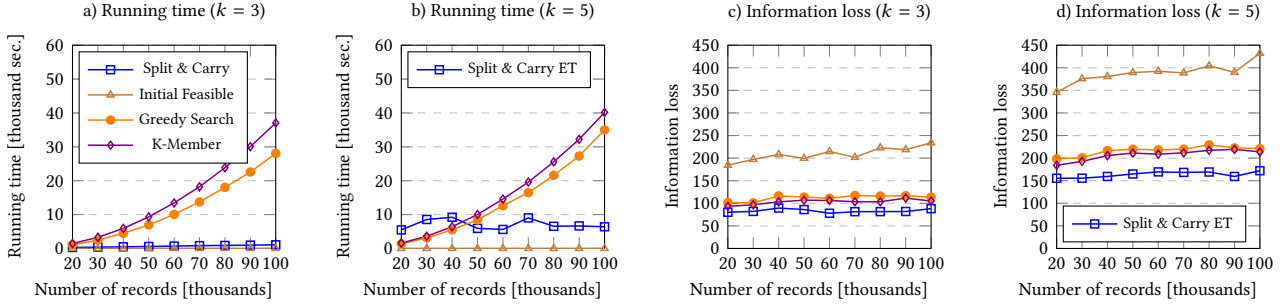 a) Running time (k = 3)
Running time [thousand sec.]
60
50
40
30
20
10
0
Split & Carry
Initial Feasible
Greedy Search
K-Member
20 30 40 50 60 70 80 90 100
Number of records [thousands]
b) Running time (k = 5)
Running time [thousand sec.]
60
50
40
30
20
10
0
Split & Carry ET
20 30 40 50 60 70 80 90 100
Number of records [thousands]
c) Information loss (k = 3)
Information loss
450
400
350
300
250
200
150
100
50
0
20 30 40 50 60 70 80 90 100
Number of records [thousands]
d) Information loss (k = 5)
Information loss
450
400
350
300
250
200
150
100
50
0
Split & Carry ET
20 30 40 50 60 70 80 90 100
Number of records [thousands]